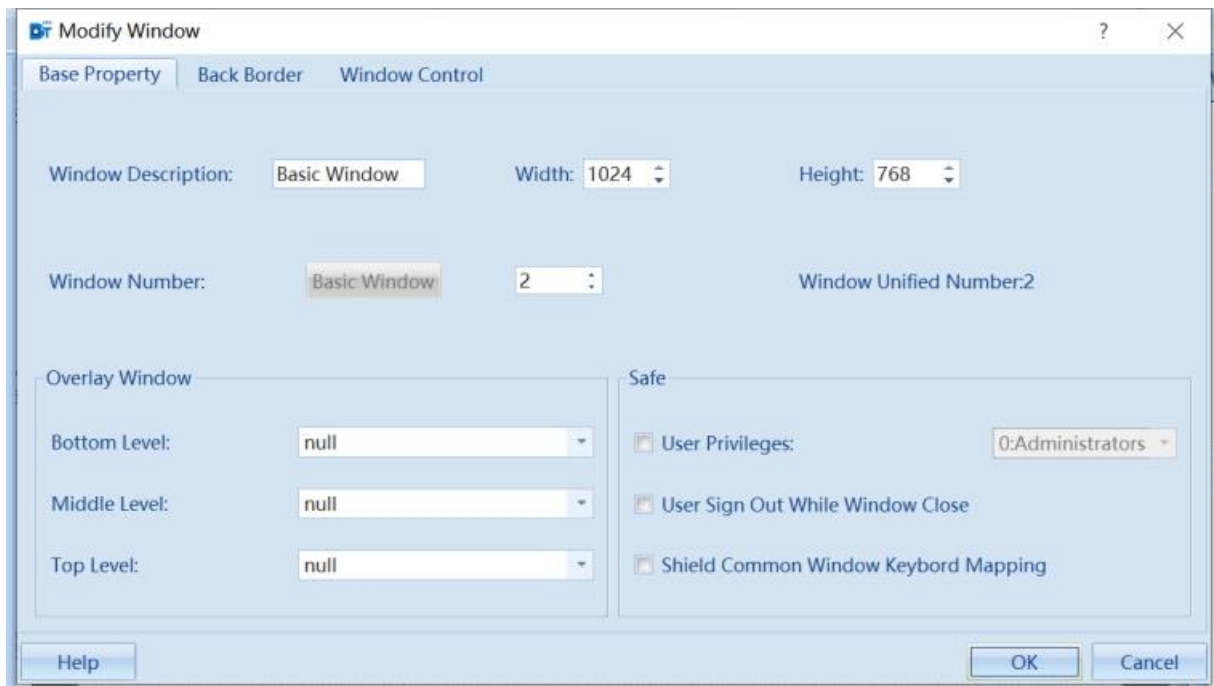 DT Modify Window ?
Base Property Back Border Window Control
Window Description: Basic Window Width: 1024 Height: 768
Window Number: Basic Window 2 Window Unified Number:2
Overlay Window Safe
Bottom Level: null User Privileges: 0:Administrators
Middle Level: null User Sign Out While Window Close
Top Level: null Shield Common Window Keybord Mapping
Help OK Cancel